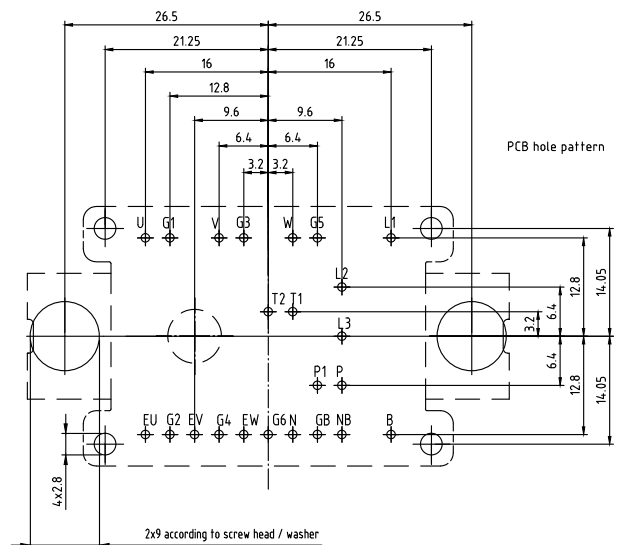 26.5 26.5
21.25 21.25
16 16
12.8
9.6 9.6
6.4 6.4
PCB hole pattern
3.2 3.2
U G1 V G3 W G5 L1
L2
T2 T1
L3
3.2
6.4
12.8
14.05
6.4
12.8
14.05
P1 P
EU G2 EV G4 EW G6 N GB NB B
4x2.8
2x9 according to screw head / washer